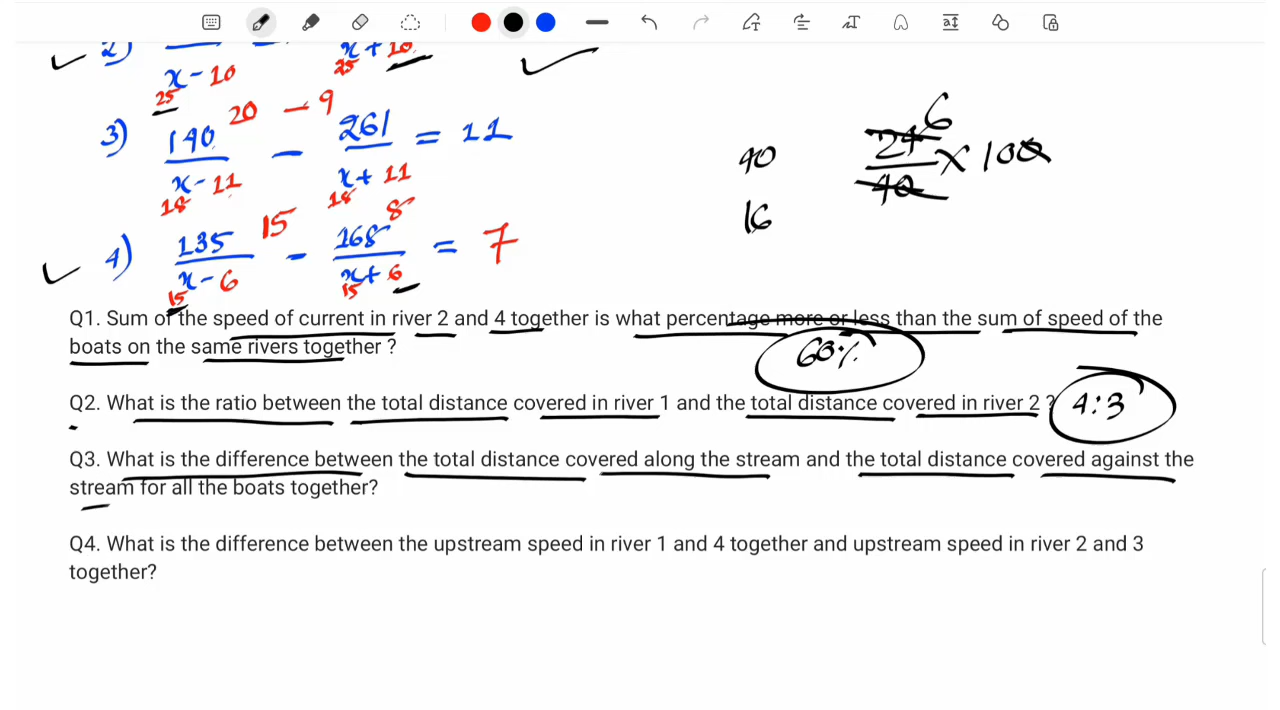 2) x - 10 x + 10
25 25
20 - 9
3) 140 / x - 11 - 261 / x + 11 = 11
18 18
15 8
4) 135 / x - 6 - 168 / x + 6 = 7
15 15
40
16
6
24 / 40 × 100
Q1. Sum of the speed of current in river 2 and 4 together is what percentage more or less than the sum of speed of the
boats on the same rivers together ?
60%
Q2. What is the ratio between the total distance covered in river 1 and the total distance covered in river 2 ? 4:3
Q3. What is the difference between the total distance covered along the stream and the total distance covered against the
stream for all the boats together?
Q4. What is the difference between the upstream speed in river 1 and 4 together and upstream speed in river 2 and 3
together?